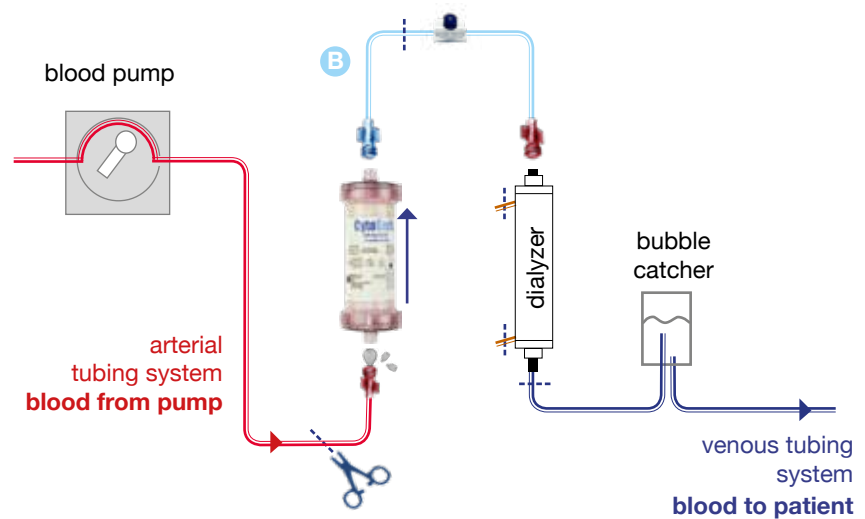 B
blood pump
dialyzer
bubble
catcher
arterial
tubing system
blood from pump
venous tubing
system
blood to patient